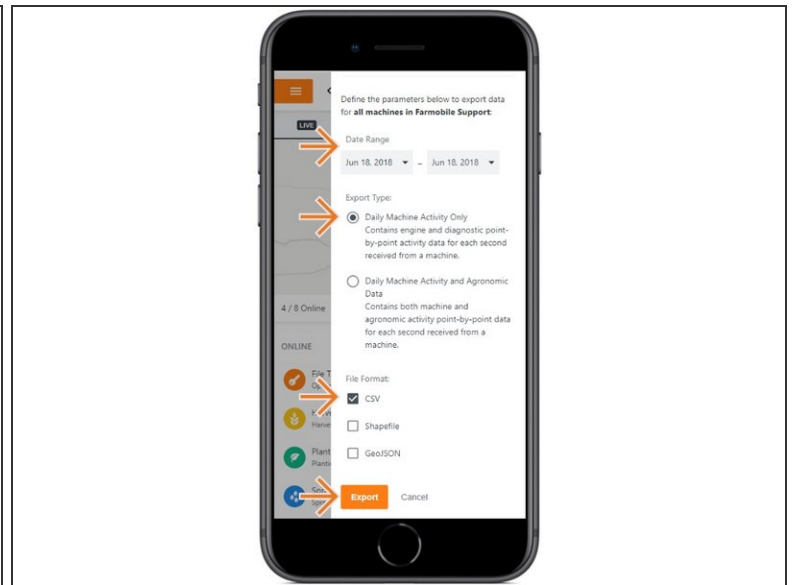 Define the parameters below to export data
for all machines in Farmobile Support:
LIVE
Date Range
Jun 18, 2018 – Jun 18, 2018
Export Type:
Daily Machine Activity Only
Contains engine and diagnostic point-
by-point activity data for each second
received from a machine.
Daily Machine Activity and Agronomic
Data
Contains both machine and
agronomic activity point-by-point data
for each second received from a
machine.
4 / 8 Online
ONLINE
File Format:
File T
CSV
Harve
Shapefile
Plant
GeoJSON
Planti
Export Cancel